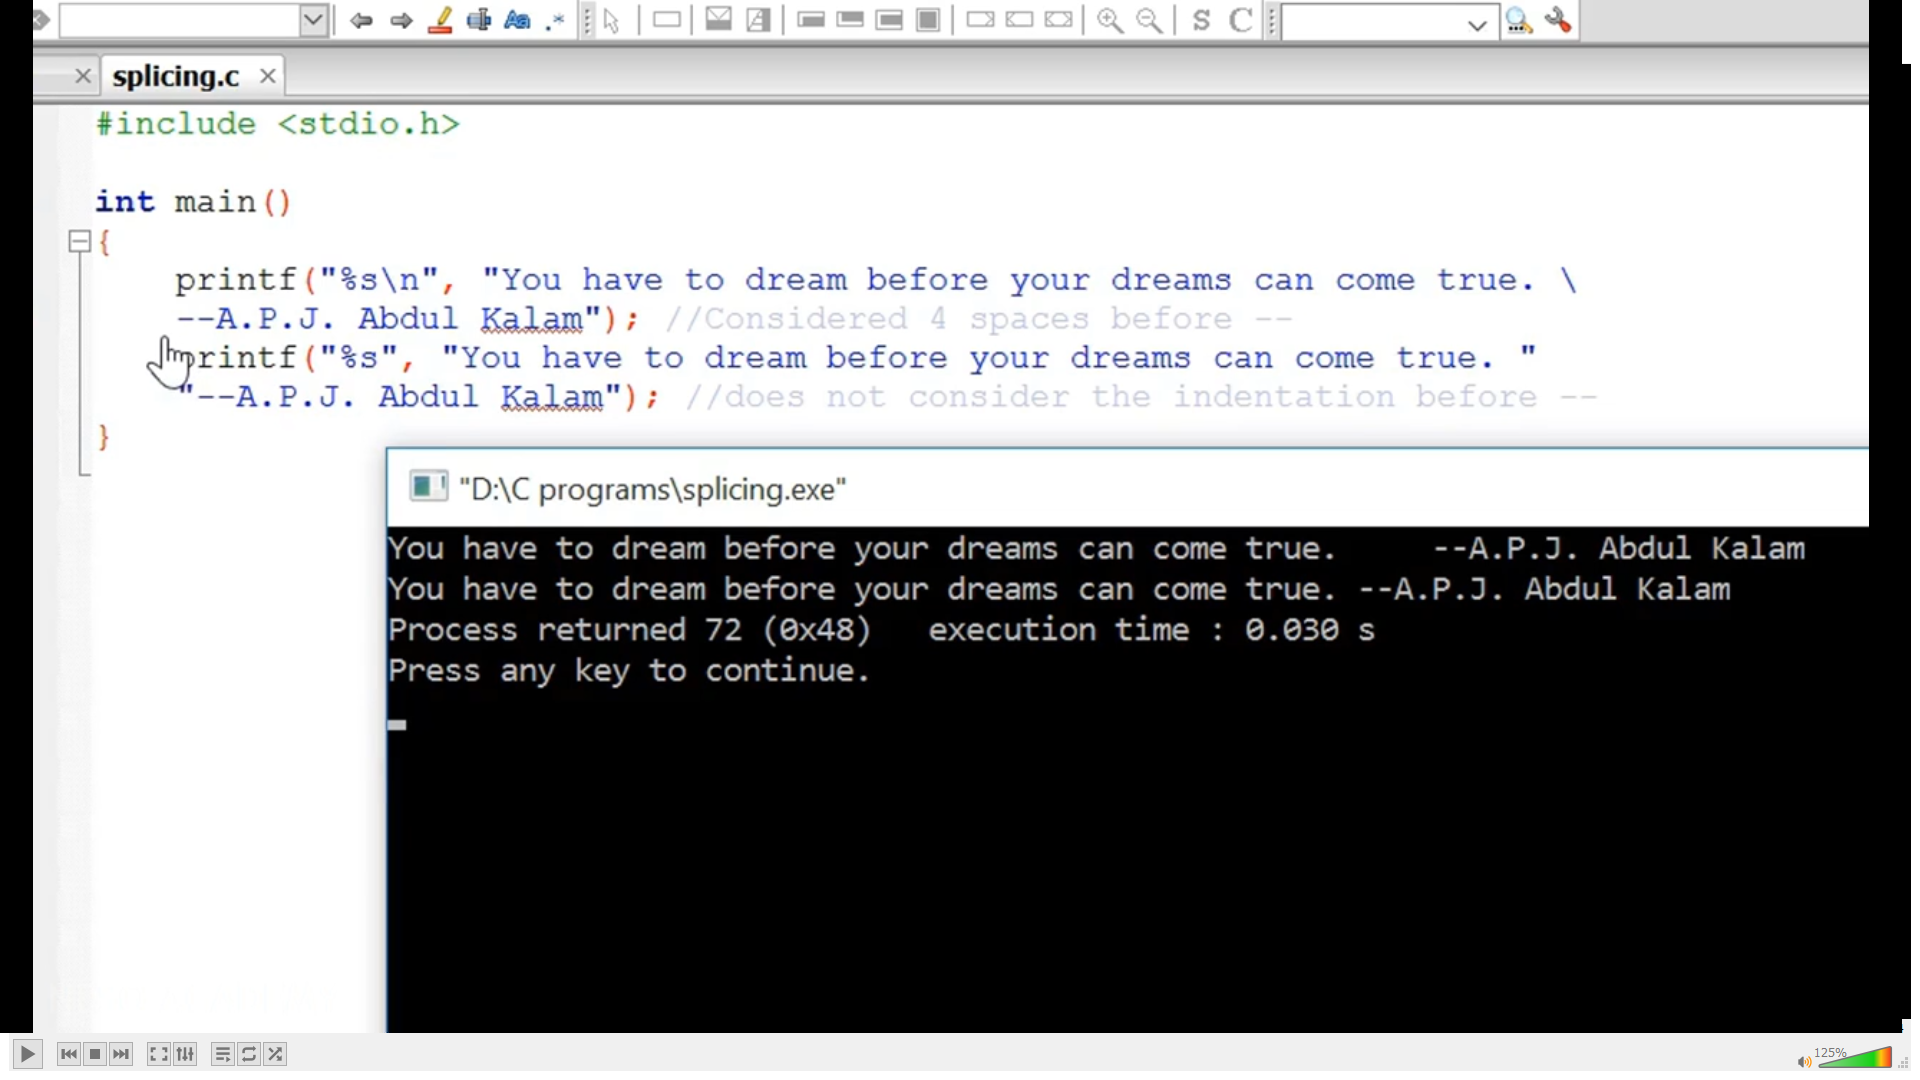 S C
splicing.c
#include <stdio.h>
int main()
{
printf("%s\n", "You have to dream before your dreams can come true. \
--A.P.J. Abdul Kalam"); //Considered 4 spaces before --
printf("%s", "You have to dream before your dreams can come true. "
"--A.P.J. Abdul Kalam"); //does not consider the indentation before --
}
"D:\C programs\splicing.exe"
You have to dream before your dreams can come true.     --A.P.J. Abdul Kalam
You have to dream before your dreams can come true. --A.P.J. Abdul Kalam
Process returned 72 (0x48)   execution time : 0.030 s
Press any key to continue.
125%